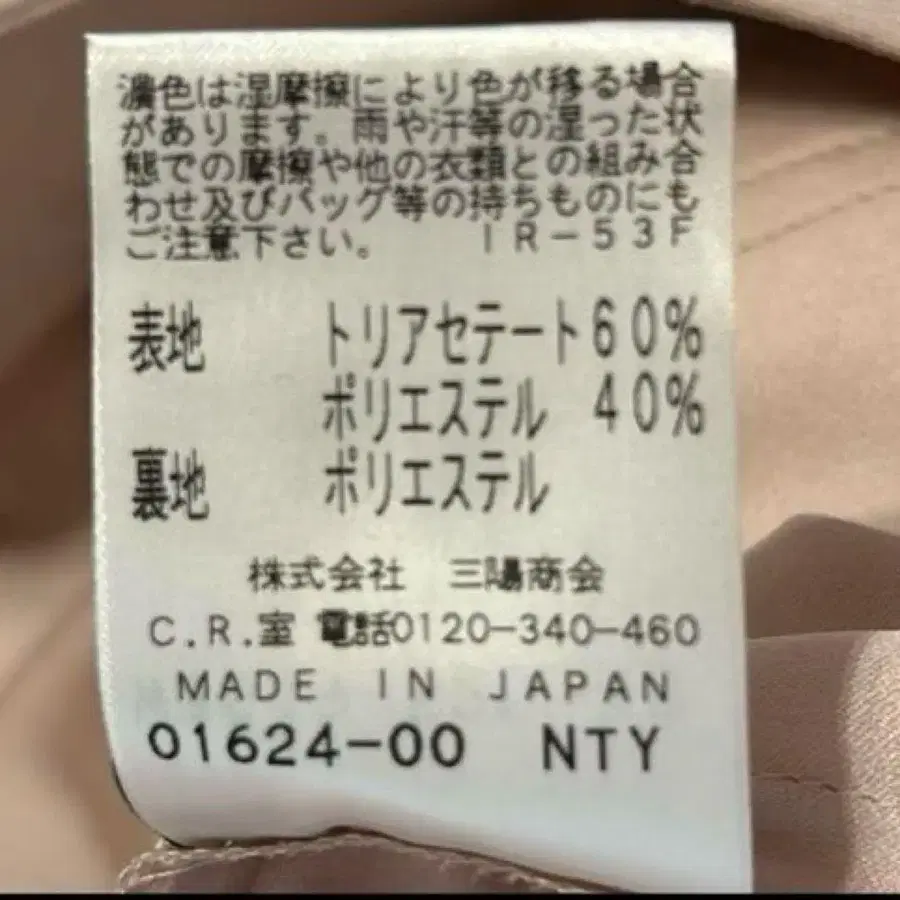 濃色は湿摩擦により色が移る場合
があります。雨や汗等の湿った状
態での摩擦や他の衣類との組み合
わせ及びバッグ等の持ちものにも
ご注意下さい。 IR-53F
表地 トリアセテート60%
ポリエステル 40%
裏地 ポリエステル
株式会社 三陽商会
C.R.室 電話0120-340-460
MADE IN JAPAN
01624-00 NTY